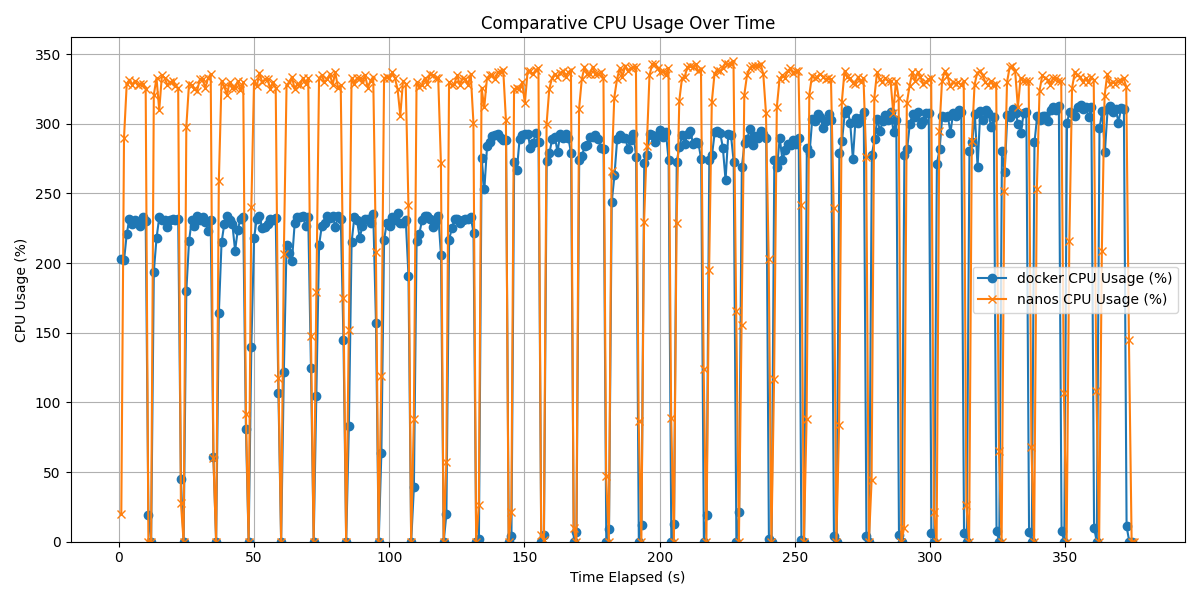 Comparative CPU Usage Over Time
CPU Usage (%)
350
300
250
200
150
100
50
0
docker CPU Usage (%)
nanos CPU Usage (%)
0 50 100 150 200 250 300 350
Time Elapsed (s)